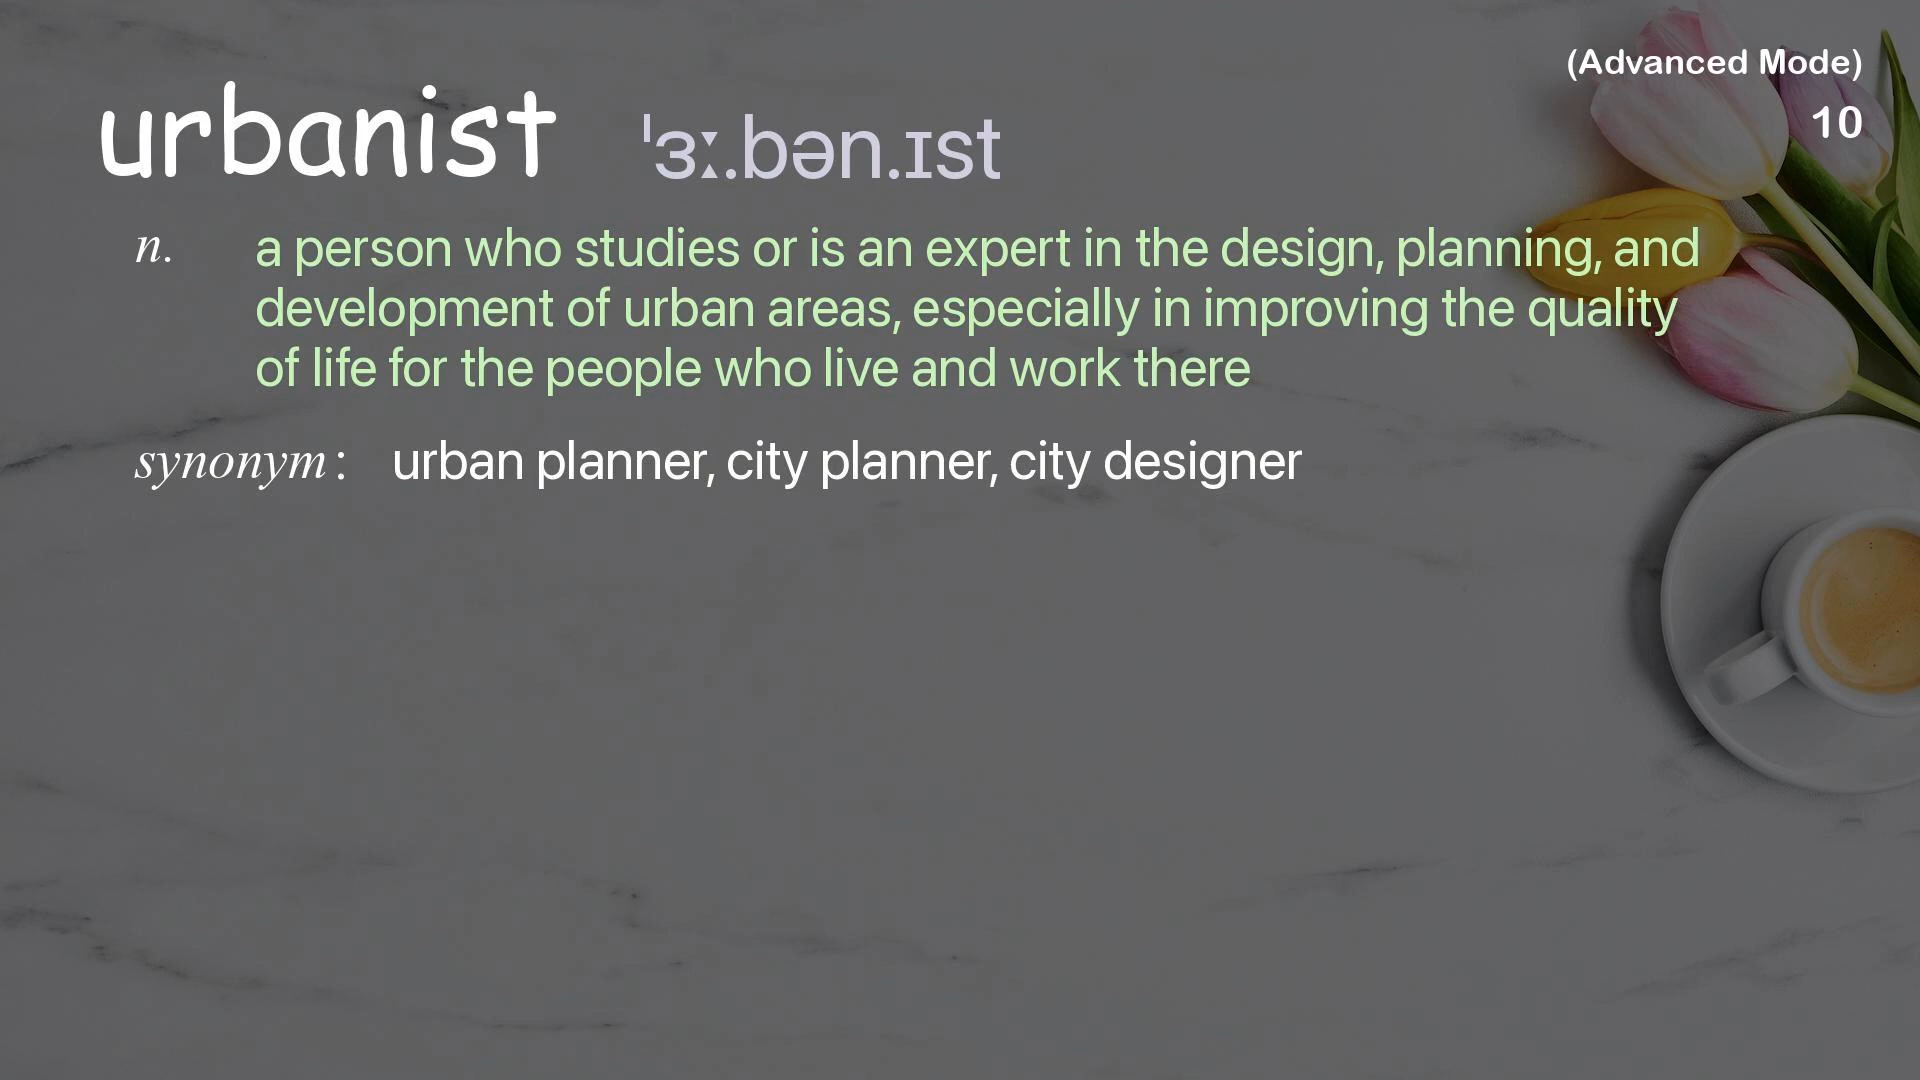 (Advanced Mode)
urbanist ˈɜː.bən.ɪst
10
n. a person who studies or is an expert in the design, planning, and
development of urban areas, especially in improving the quality
of life for the people who live and work there
synonym: urban planner, city planner, city designer